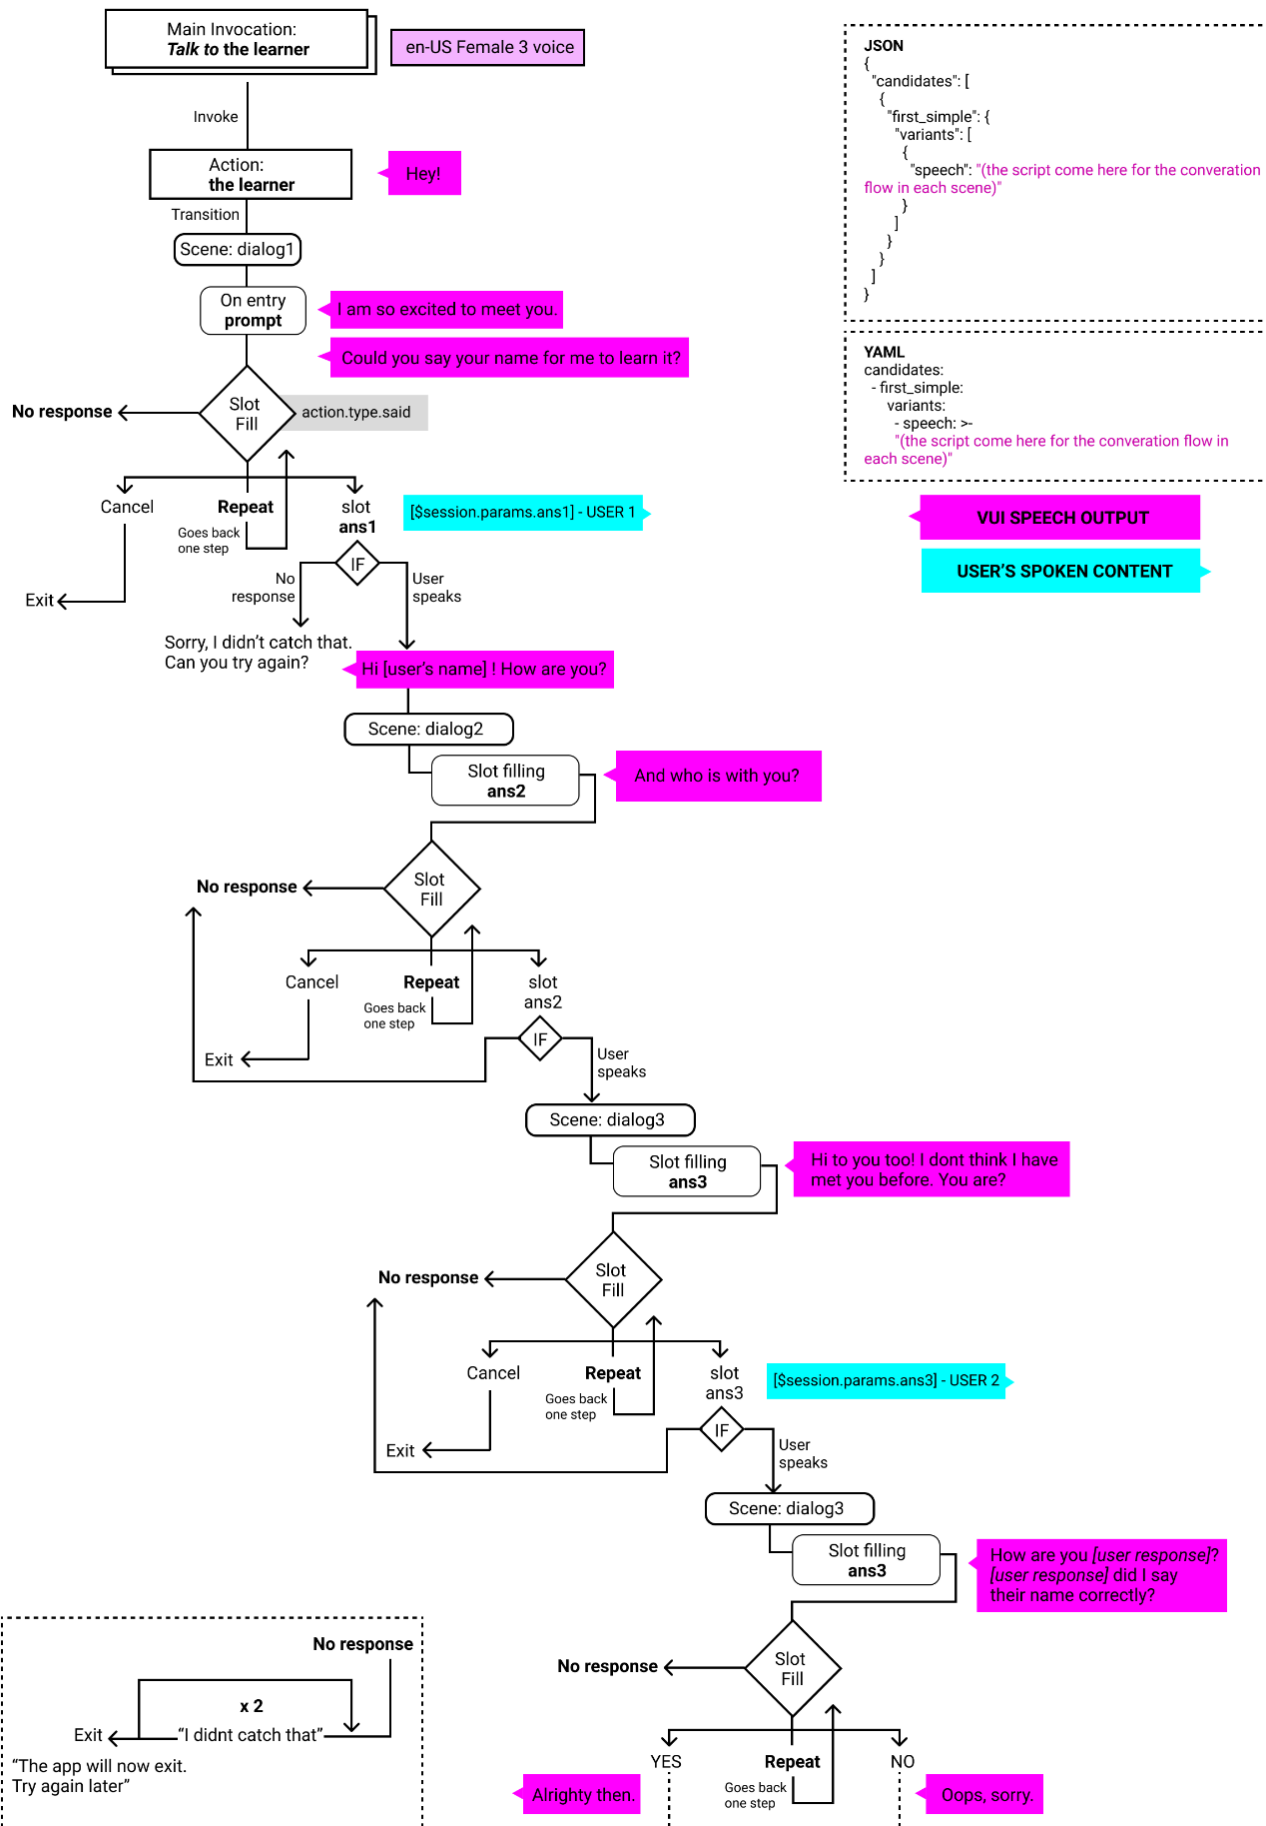 Main Invocation:
Talk to the learner
en-US Female 3 voice
Invoke
Action:
the learner
Hey!
Transition
Scene: dialog1
On entry
prompt
I am so excited to meet you.
Could you say your name for me to learn it?
Slot
Fill
No response
action.type.said
Cancel
Repeat
slot
ans1
Goes back
one step
[$session.params.ans1] - USER 1
IF
No
response
User
speaks
Exit
Sorry, I didn't catch that.
Can you try again?
Hi [user's name] ! How are you?
Scene: dialog2
Slot filling
ans2
And who is with you?
Slot
Fill
No response
Cancel
Repeat
slot
ans2
Goes back
one step
IF
Exit
User
speaks
Scene: dialog3
Slot filling
ans3
Hi to you too! I dont think I have
met you before. You are?
Slot
Fill
No response
Cancel
Repeat
slot
ans3
Goes back
one step
[$session.params.ans3] - USER 2
IF
Exit
User
speaks
Scene: dialog3
Slot filling
ans3
How are you [user response]?
[user response] did I say
their name correctly?
Slot
Fill
No response
YES
Repeat
NO
Goes back
one step
Alrighty then.
Oops, sorry.
No response
x 2
Exit
“I didnt catch that”
“The app will now exit.
Try again later”
JSON
{
"candidates": [
{
"first_simple": {
"variants": [
{
"speech": "(the script come here for the converation
flow in each scene)"
}
]
}
}
]
}
YAML
candidates:
- first_simple:
variants:
- speech: >-
"(the script come here for the converation flow in
each scene)"
VUI SPEECH OUTPUT
USER'S SPOKEN CONTENT